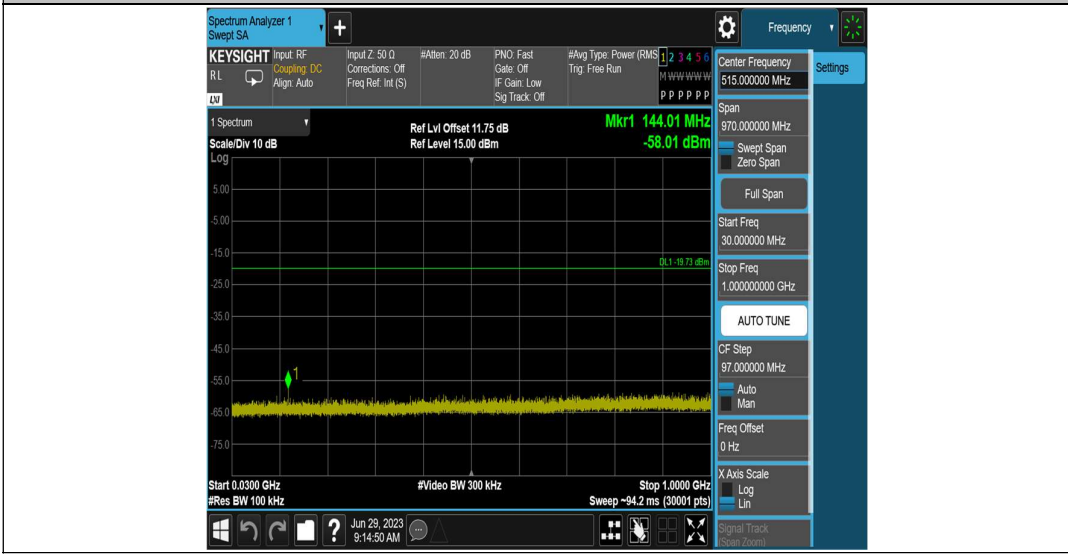 Spectrum Analyzer 1
Swept SA
Frequency
KEYSIGHT
RL
LXI
Input: RF
Coupling: DC
Align: Auto
Input Z: 50 Ω
Corrections: Off
Freq Ref: Int (S)
#Atten: 20 dB
PNO: Fast
Gate: Off
IF Gain: Low
Sig Track: Off
#Avg Type: Power (RMS
Trig: Free Run
1 2 3 4 5 6
M W W W W W
P P P P P P
Center Frequency
515.000000 MHz
Settings
Span
970.000000 MHz
Swept Span
Zero Span
Full Span
Start Freq
30.000000 MHz
Stop Freq
1.000000000 GHz
AUTO TUNE
CF Step
97.000000 MHz
Auto
Man
Freq Offset
0 Hz
X Axis Scale
Log
Lin
Signal Track
(Span Zoom)
1 Spectrum
Scale/Div 10 dB
Log
Ref Lvl Offset 11.75 dB
Ref Level 15.00 dBm
Mkr1 144.01 MHz
-58.01 dBm
5.00
-5.00
-15.0
DL1 -19.73 dBm
-25.0
-35.0
-45.0
-55.0
1
-65.0
-75.0
Start 0.0300 GHz
#Res BW 100 kHz
#Video BW 300 kHz
Stop 1.0000 GHz
Sweep ~94.2 ms (30001 pts)
?
Jun 29, 2023
9:14:50 AM